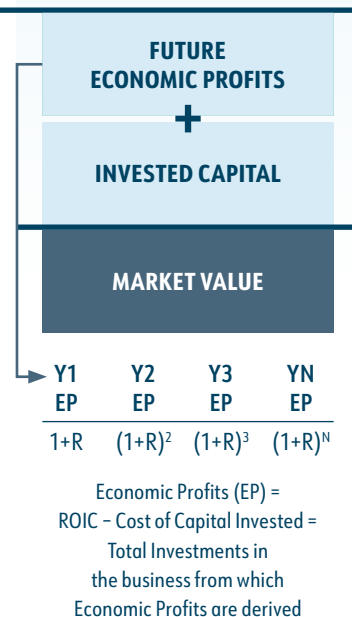 FUTURE
ECONOMIC PROFITS
+
INVESTED CAPITAL
MARKET VALUE
Y1 Y2 Y3 YN
EP EP EP EP
1+R (1+R)² (1+R)³ (1+R)ᴺ
Economic Profits (EP) =
ROIC – Cost of Capital Invested =
Total Investments in
the business from which
Economic Profits are derived